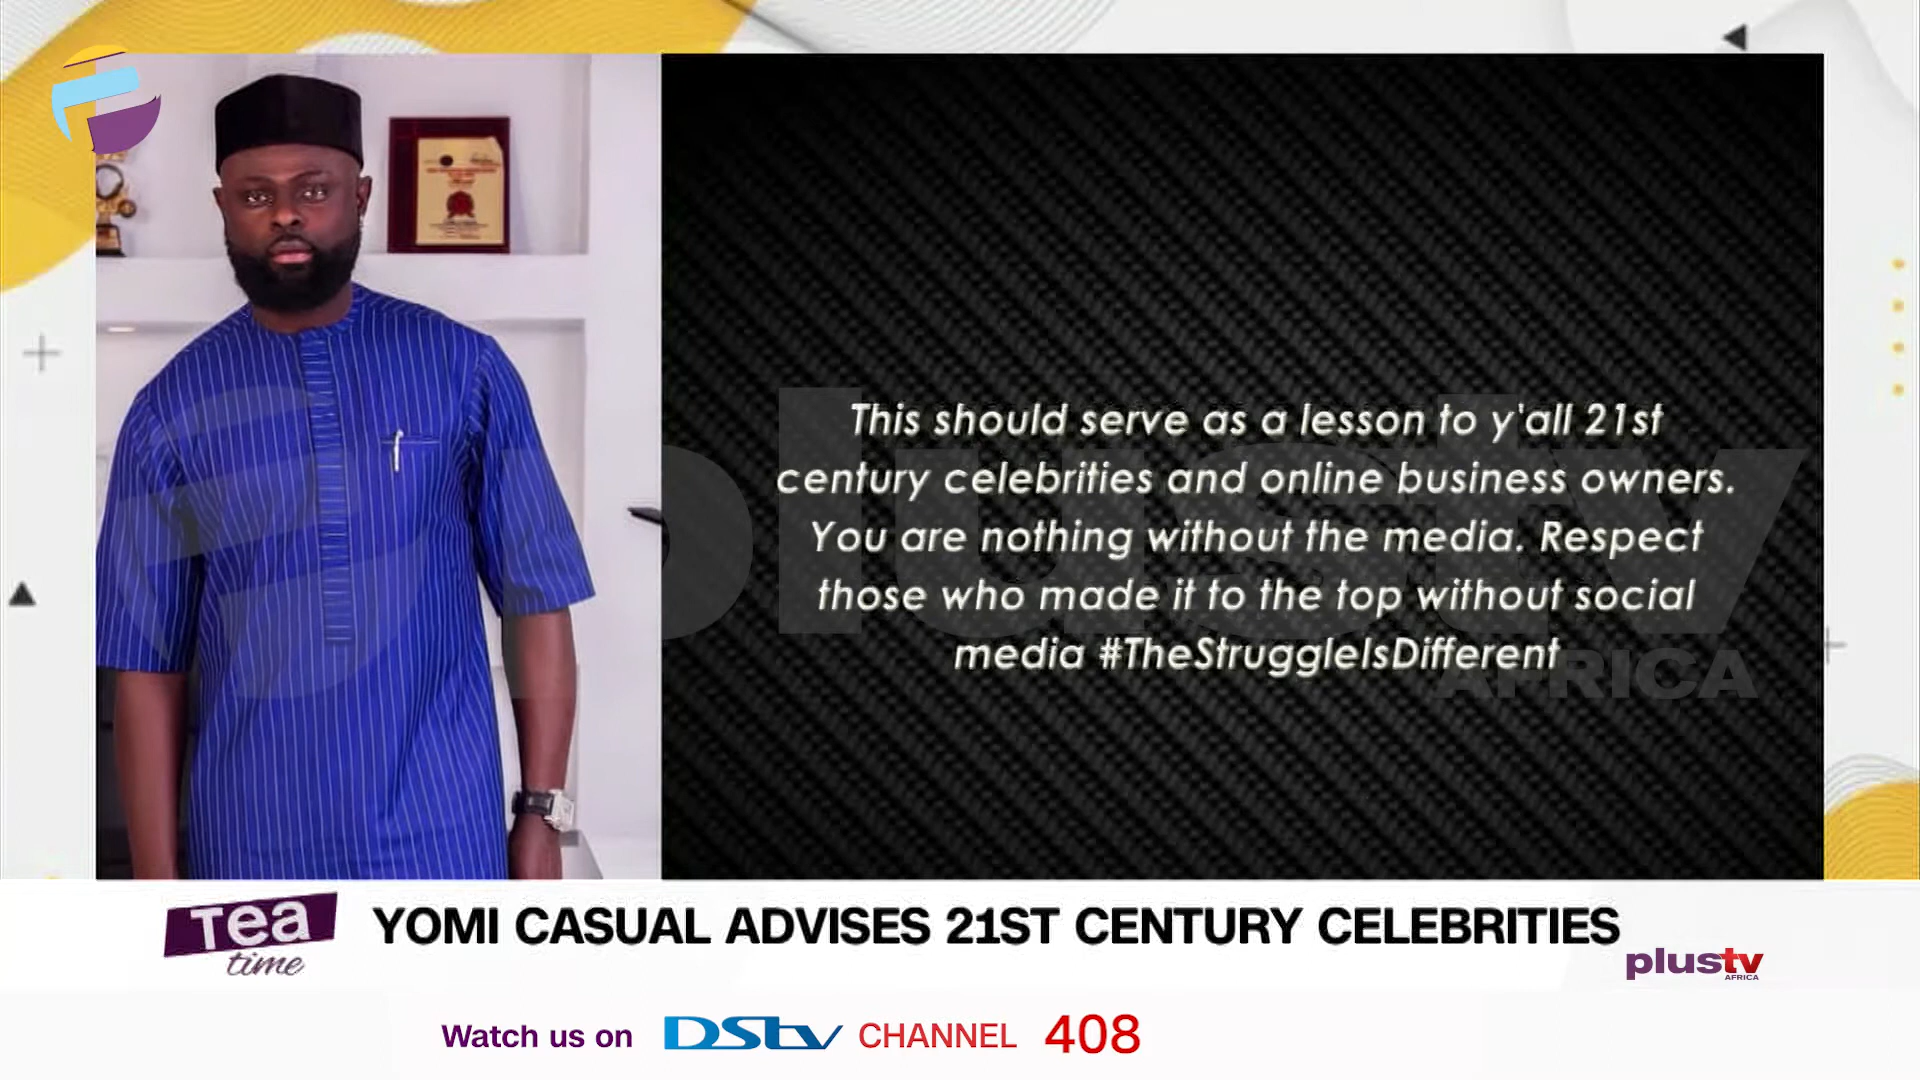 This should serve as a lesson to y'all 21st
century celebrities and online business owners.
You are nothing without the media. Respect
those who made it to the top without social
media #TheStruggleIsDifferent
plustv
AFRICA
Tea
time
YOMI CASUAL ADVISES 21ST CENTURY CELEBRITIES
plustv
AFRICA
Watch us on DStv CHANNEL 408